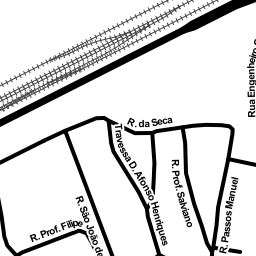 Rua Engenheiro
R. da Seca
Travessa D. Afonso Henriques
R. Prof. Salviano
R. Passos Manuel
R. São João de
R. Prof. Filipe